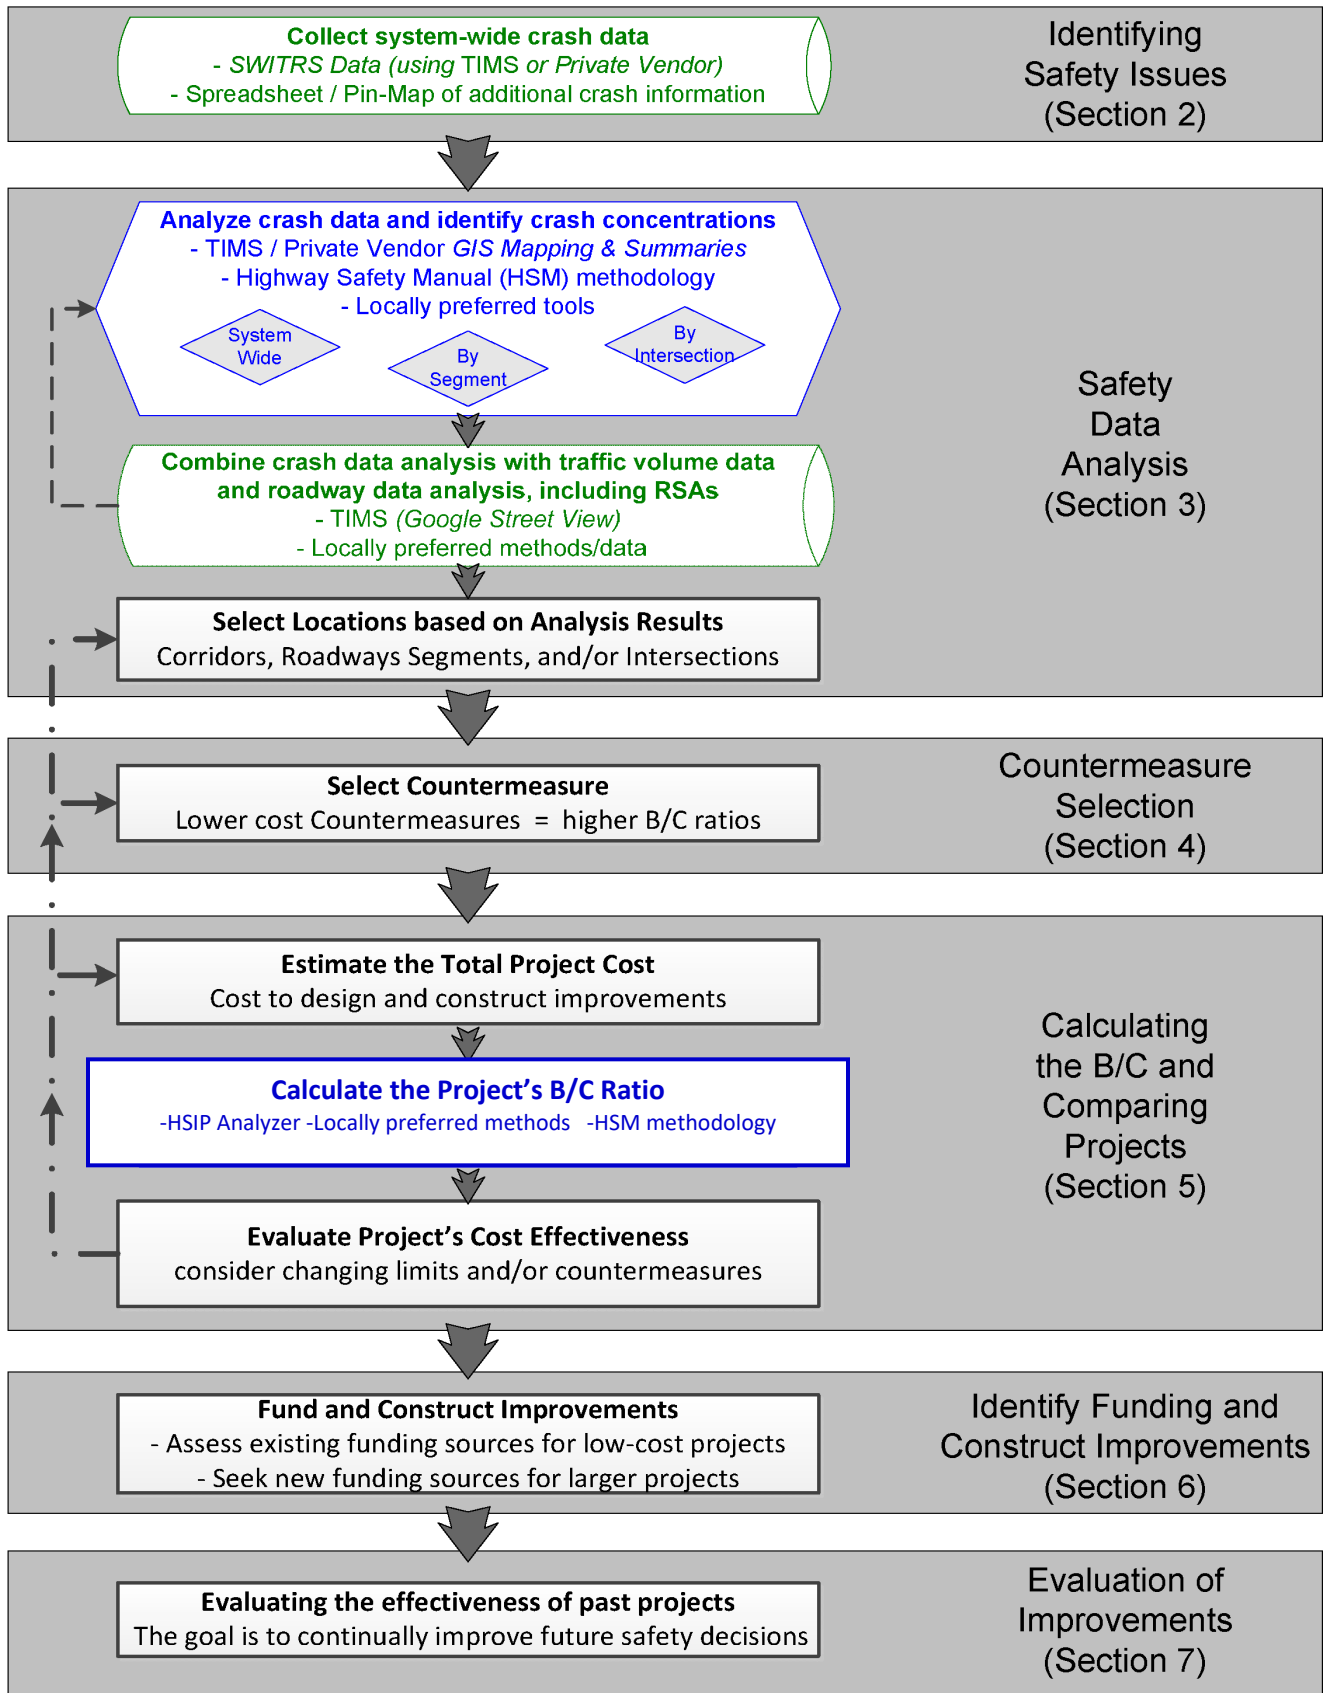 Collect system-wide crash data
- SWITRS Data (using TIMS or Private Vendor)
- Spreadsheet / Pin-Map of additional crash information
Identifying
Safety Issues
(Section 2)
Analyze crash data and identify crash concentrations
- TIMS / Private Vendor GIS Mapping & Summaries
- Highway Safety Manual (HSM) methodology
- Locally preferred tools
System
Wide
By
Segment
By
Intersection
Combine crash data analysis with traffic volume data
and roadway data analysis, including RSAs
- TIMS (Google Street View)
- Locally preferred methods/data
Select Locations based on Analysis Results
Corridors, Roadways Segments, and/or Intersections
Safety
Data
Analysis
(Section 3)
Select Countermeasure
Lower cost Countermeasures = higher B/C ratios
Countermeasure
Selection
(Section 4)
Estimate the Total Project Cost
Cost to design and construct improvements
Calculate the Project's B/C Ratio
-HSIP Analyzer -Locally preferred methods -HSM methodology
Evaluate Project's Cost Effectiveness
consider changing limits and/or countermeasures
Calculating
the B/C and
Comparing
Projects
(Section 5)
Fund and Construct Improvements
- Assess existing funding sources for low-cost projects
- Seek new funding sources for larger projects
Identify Funding and
Construct Improvements
(Section 6)
Evaluating the effectiveness of past projects
The goal is to continually improve future safety decisions
Evaluation of
Improvements
(Section 7)